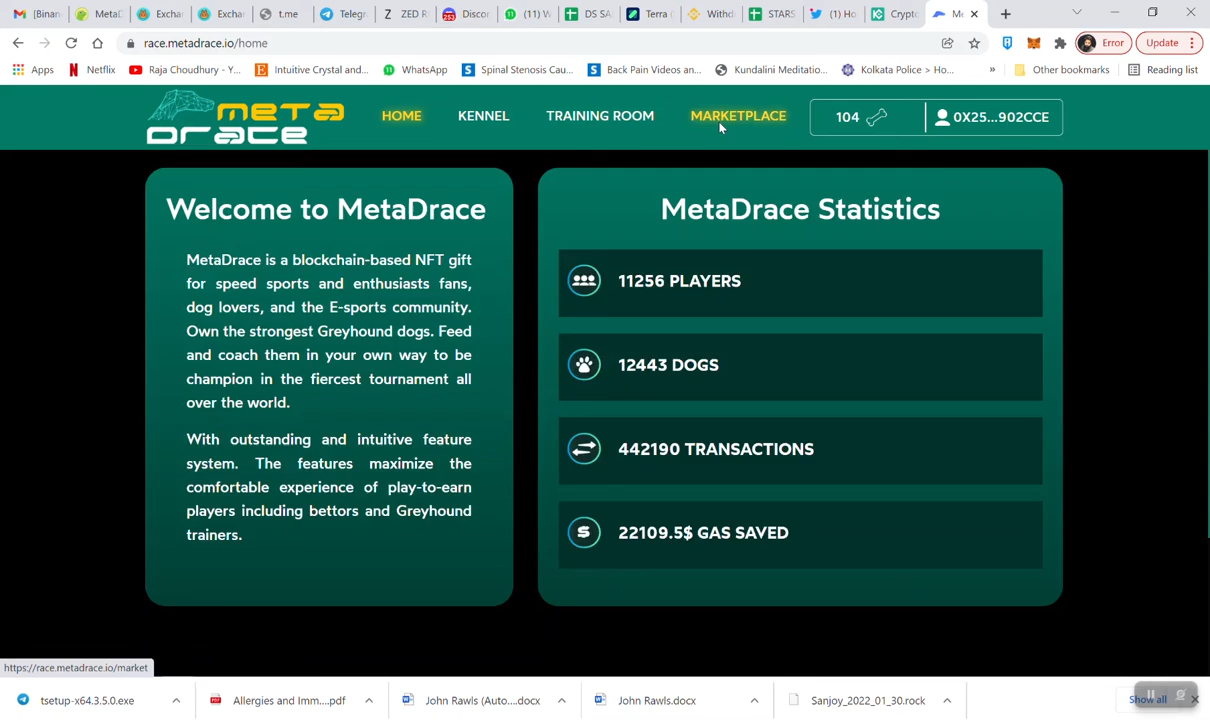 [Binan
MetaD
Excha
Excha
t.me
Telegr
ZED R
253
Discor
(11) W
DS SA
Terra (
Withd
STARS
(1) Ho
Crypto
Me
race.metadrace.io/home
Error
Update
Apps
Netflix
Raja Choudhury - Y...
Intuitive Crystal and...
WhatsApp
Spinal Stenosis Cau...
Back Pain Videos an...
Kundalini Meditatio...
Kolkata Police > Ho...
»
Other bookmarks
Reading list
META DRACE
HOME
KENNEL
TRAINING ROOM
MARKETPLACE
104
0X25...902CCE
Welcome to MetaDrace
MetaDrace is a blockchain-based NFT gift
for speed sports and enthusiasts fans,
dog lovers, and the E-sports community.
Own the strongest Greyhound dogs. Feed
and coach them in your own way to be
champion in the fiercest tournament all
over the world.
With outstanding and intuitive feature
system. The features maximize the
comfortable experience of play-to-earn
players including bettors and Greyhound
trainers.
MetaDrace Statistics
11256 PLAYERS
12443 DOGS
442190 TRANSACTIONS
22109.5$ GAS SAVED
https://race.metadrace.io/market
tsetup-x64.3.5.0.exe
Allergies and Imm....pdf
John Rawls (Auto....docx
John Rawls.docx
Sanjoy_2022_01_30.rock
Show all